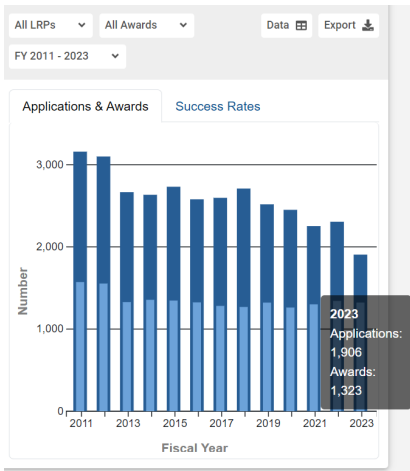 All LRPs
All Awards
Data
Export
FY 2011 - 2023
Applications & Awards
Success Rates
3,000
2,000
1,000
0
Number
2011
2013
2015
2017
2019
2021
2023
Fiscal Year
2023
Applications:
1,906
Awards:
1,323